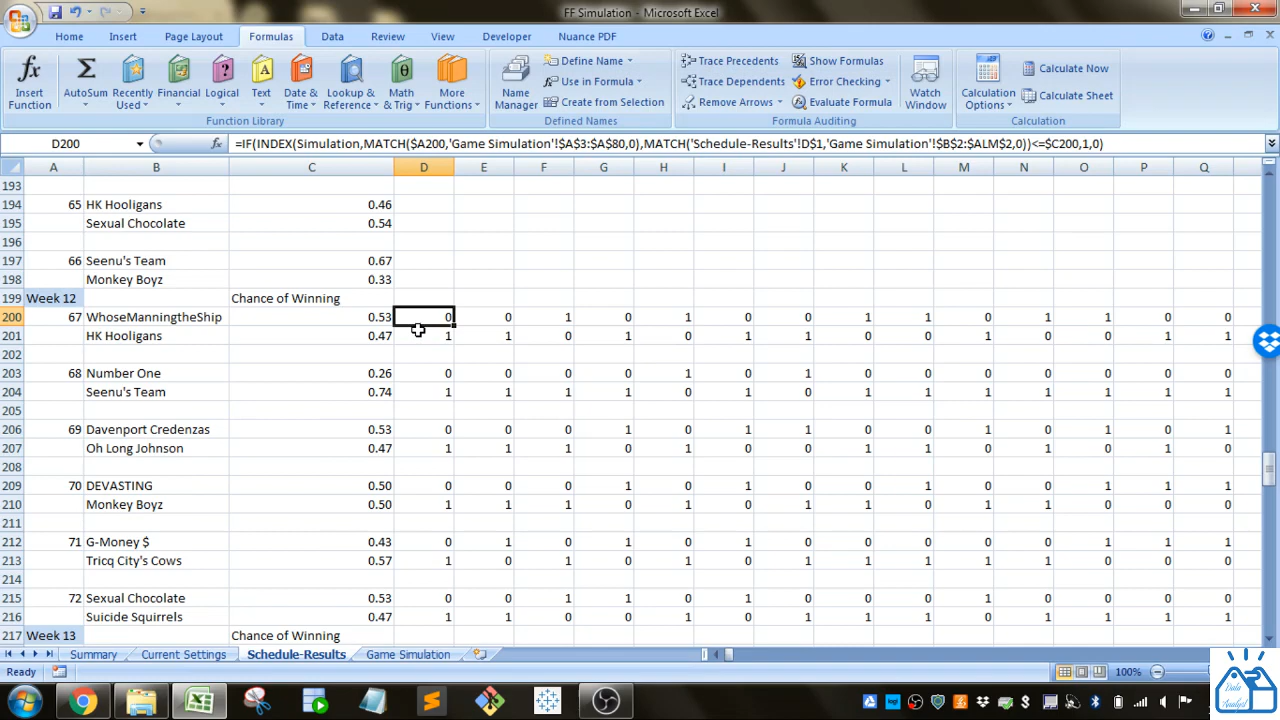 FF Simulation - Microsoft Excel
Home Insert Page Layout Formulas Data Review View Developer Nuance PDF
fx Insert Function
Σ AutoSum
Recently Used
Financial
Logical
A Text
Date & Time
Lookup & Reference
θ Math & Trig
More Functions
Function Library
Name Manager
Define Name
Use in Formula
Create from Selection
Defined Names
Trace Precedents
Trace Dependents
Remove Arrows
Show Formulas
Error Checking
Evaluate Formula
Formula Auditing
Watch Window
Calculation Options
Calculate Now
Calculate Sheet
Calculation
D200 fx =IF(INDEX(Simulation,MATCH($A200,'Game Simulation'!$A$3:$A$80,0),MATCH('Schedule-Results'!D$1,'Game Simulation'!$B$2:$ALM$2,0))<=$C200,1,0)
A B C D E F G H I J K L M N O P Q
193
194 65 HK Hooligans 0.46
195 Sexual Chocolate 0.54
196
197 66 Seenu's Team 0.67
198 Monkey Boyz 0.33
199 Week 12 Chance of Winning
200 67 WhoseManningtheShip 0.53 0 0 1 0 1 0 0 1 1 0 1 1 0 0
201 HK Hooligans 0.47 1 1 0 1 0 1 1 0 0 1 0 0 1 1
202
203 68 Number One 0.26 0 0 0 0 1 0 1 0 0 0 0 0 0 0
204 Seenu's Team 0.74 1 1 1 1 0 1 0 1 1 1 1 1 1 1
205
206 69 Davenport Credenzas 0.53 0 0 0 1 0 1 1 0 0 1 0 1 0 1
207 Oh Long Johnson 0.47 1 1 1 0 1 0 0 1 1 0 1 0 1 0
208
209 70 DEVASTING 0.50 0 0 0 1 0 1 0 0 1 0 0 1 1 1
210 Monkey Boyz 0.50 1 1 1 0 1 0 1 1 0 1 1 0 0 0
211
212 71 G-Money $ 0.43 0 1 0 1 0 1 0 0 0 0 0 1 1 1
213 Tricq City's Cows 0.57 1 0 1 0 1 0 1 1 1 1 1 0 0 0
214
215 72 Sexual Chocolate 0.53 0 0 1 1 0 1 0 0 0 1 0 0 0 0
216 Suicide Squirrels 0.47 1 1 0 0 1 0 1 1 1 0 1 1 1 1
217 Week 13 Chance of Winning
Summary Current Settings Schedule-Results Game Simulation
Ready 100%
Data
Analyst